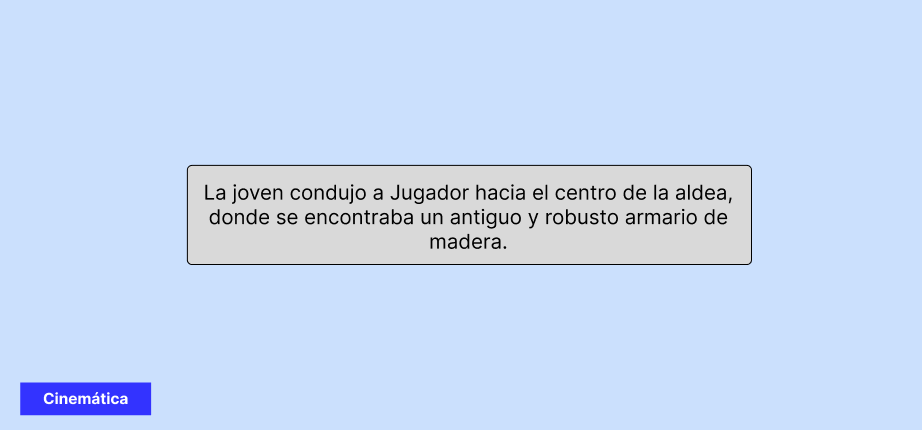 La joven condujo a Jugador hacia el centro de la aldea,
donde se encontraba un antiguo y robusto armario de
madera.
Cinemática